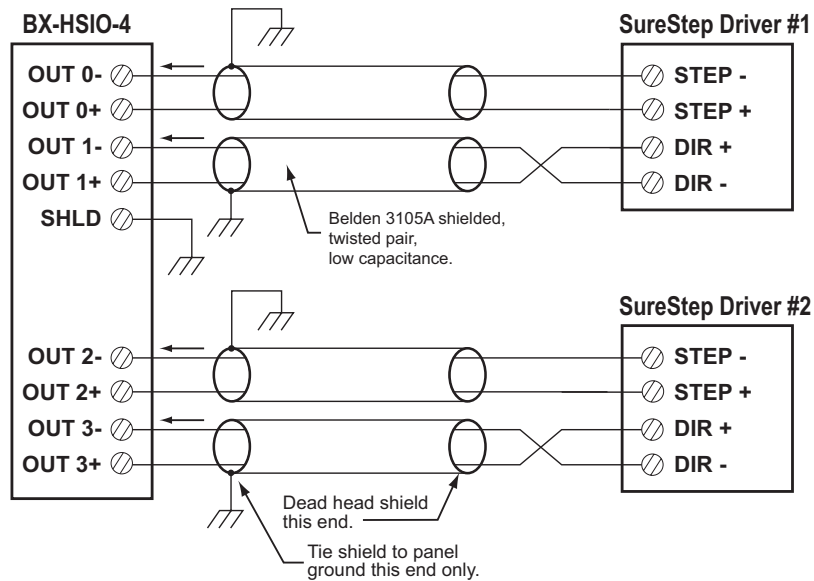 BX-HSIO-4
SureStep Driver #1
OUT 0-
OUT 0+
OUT 1-
OUT 1+
SHLD
STEP -
STEP +
DIR +
DIR -
Belden 3105A shielded,
twisted pair,
low capacitance.
SureStep Driver #2
OUT 2-
OUT 2+
OUT 3-
OUT 3+
STEP -
STEP +
DIR +
DIR -
Dead head shield
this end.
Tie shield to panel
ground this end only.